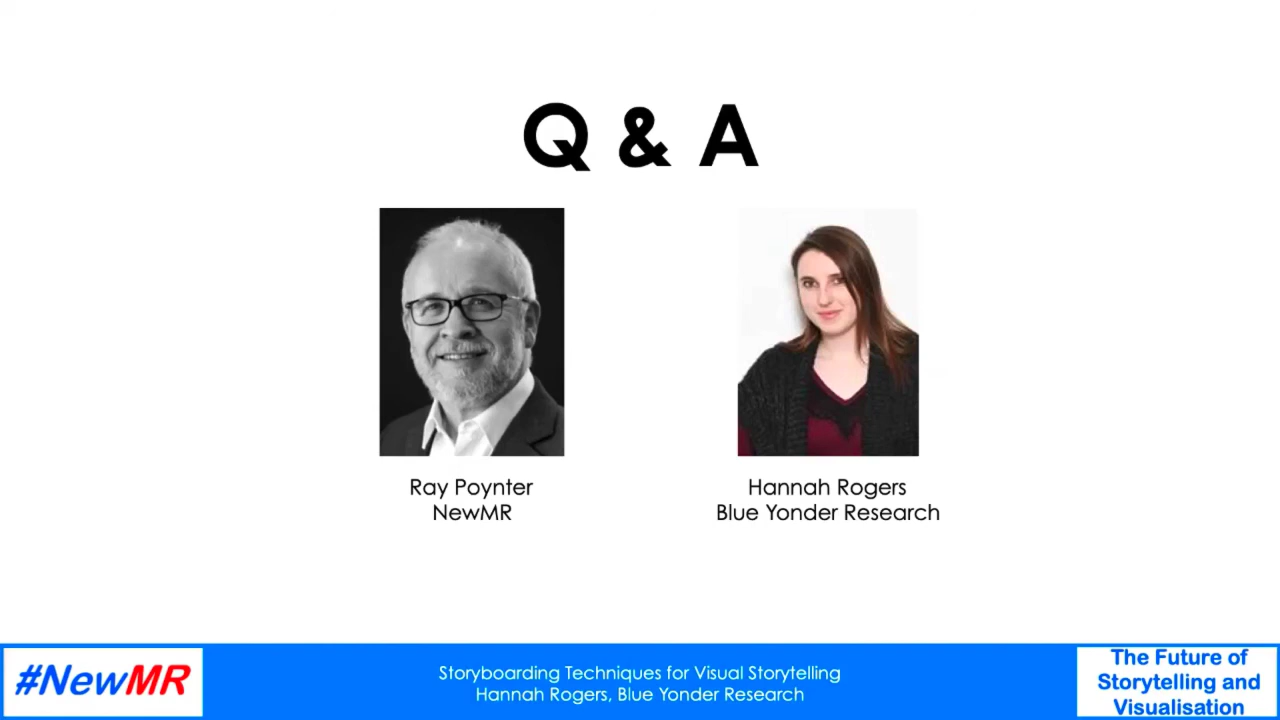 Q & A
Ray Poynter
NewMR
Hannah Rogers
Blue Yonder Research
#NewMR
Storyboarding Techniques for Visual Storytelling
Hannah Rogers, Blue Yonder Research
The Future of
Storytelling and
Visualisation